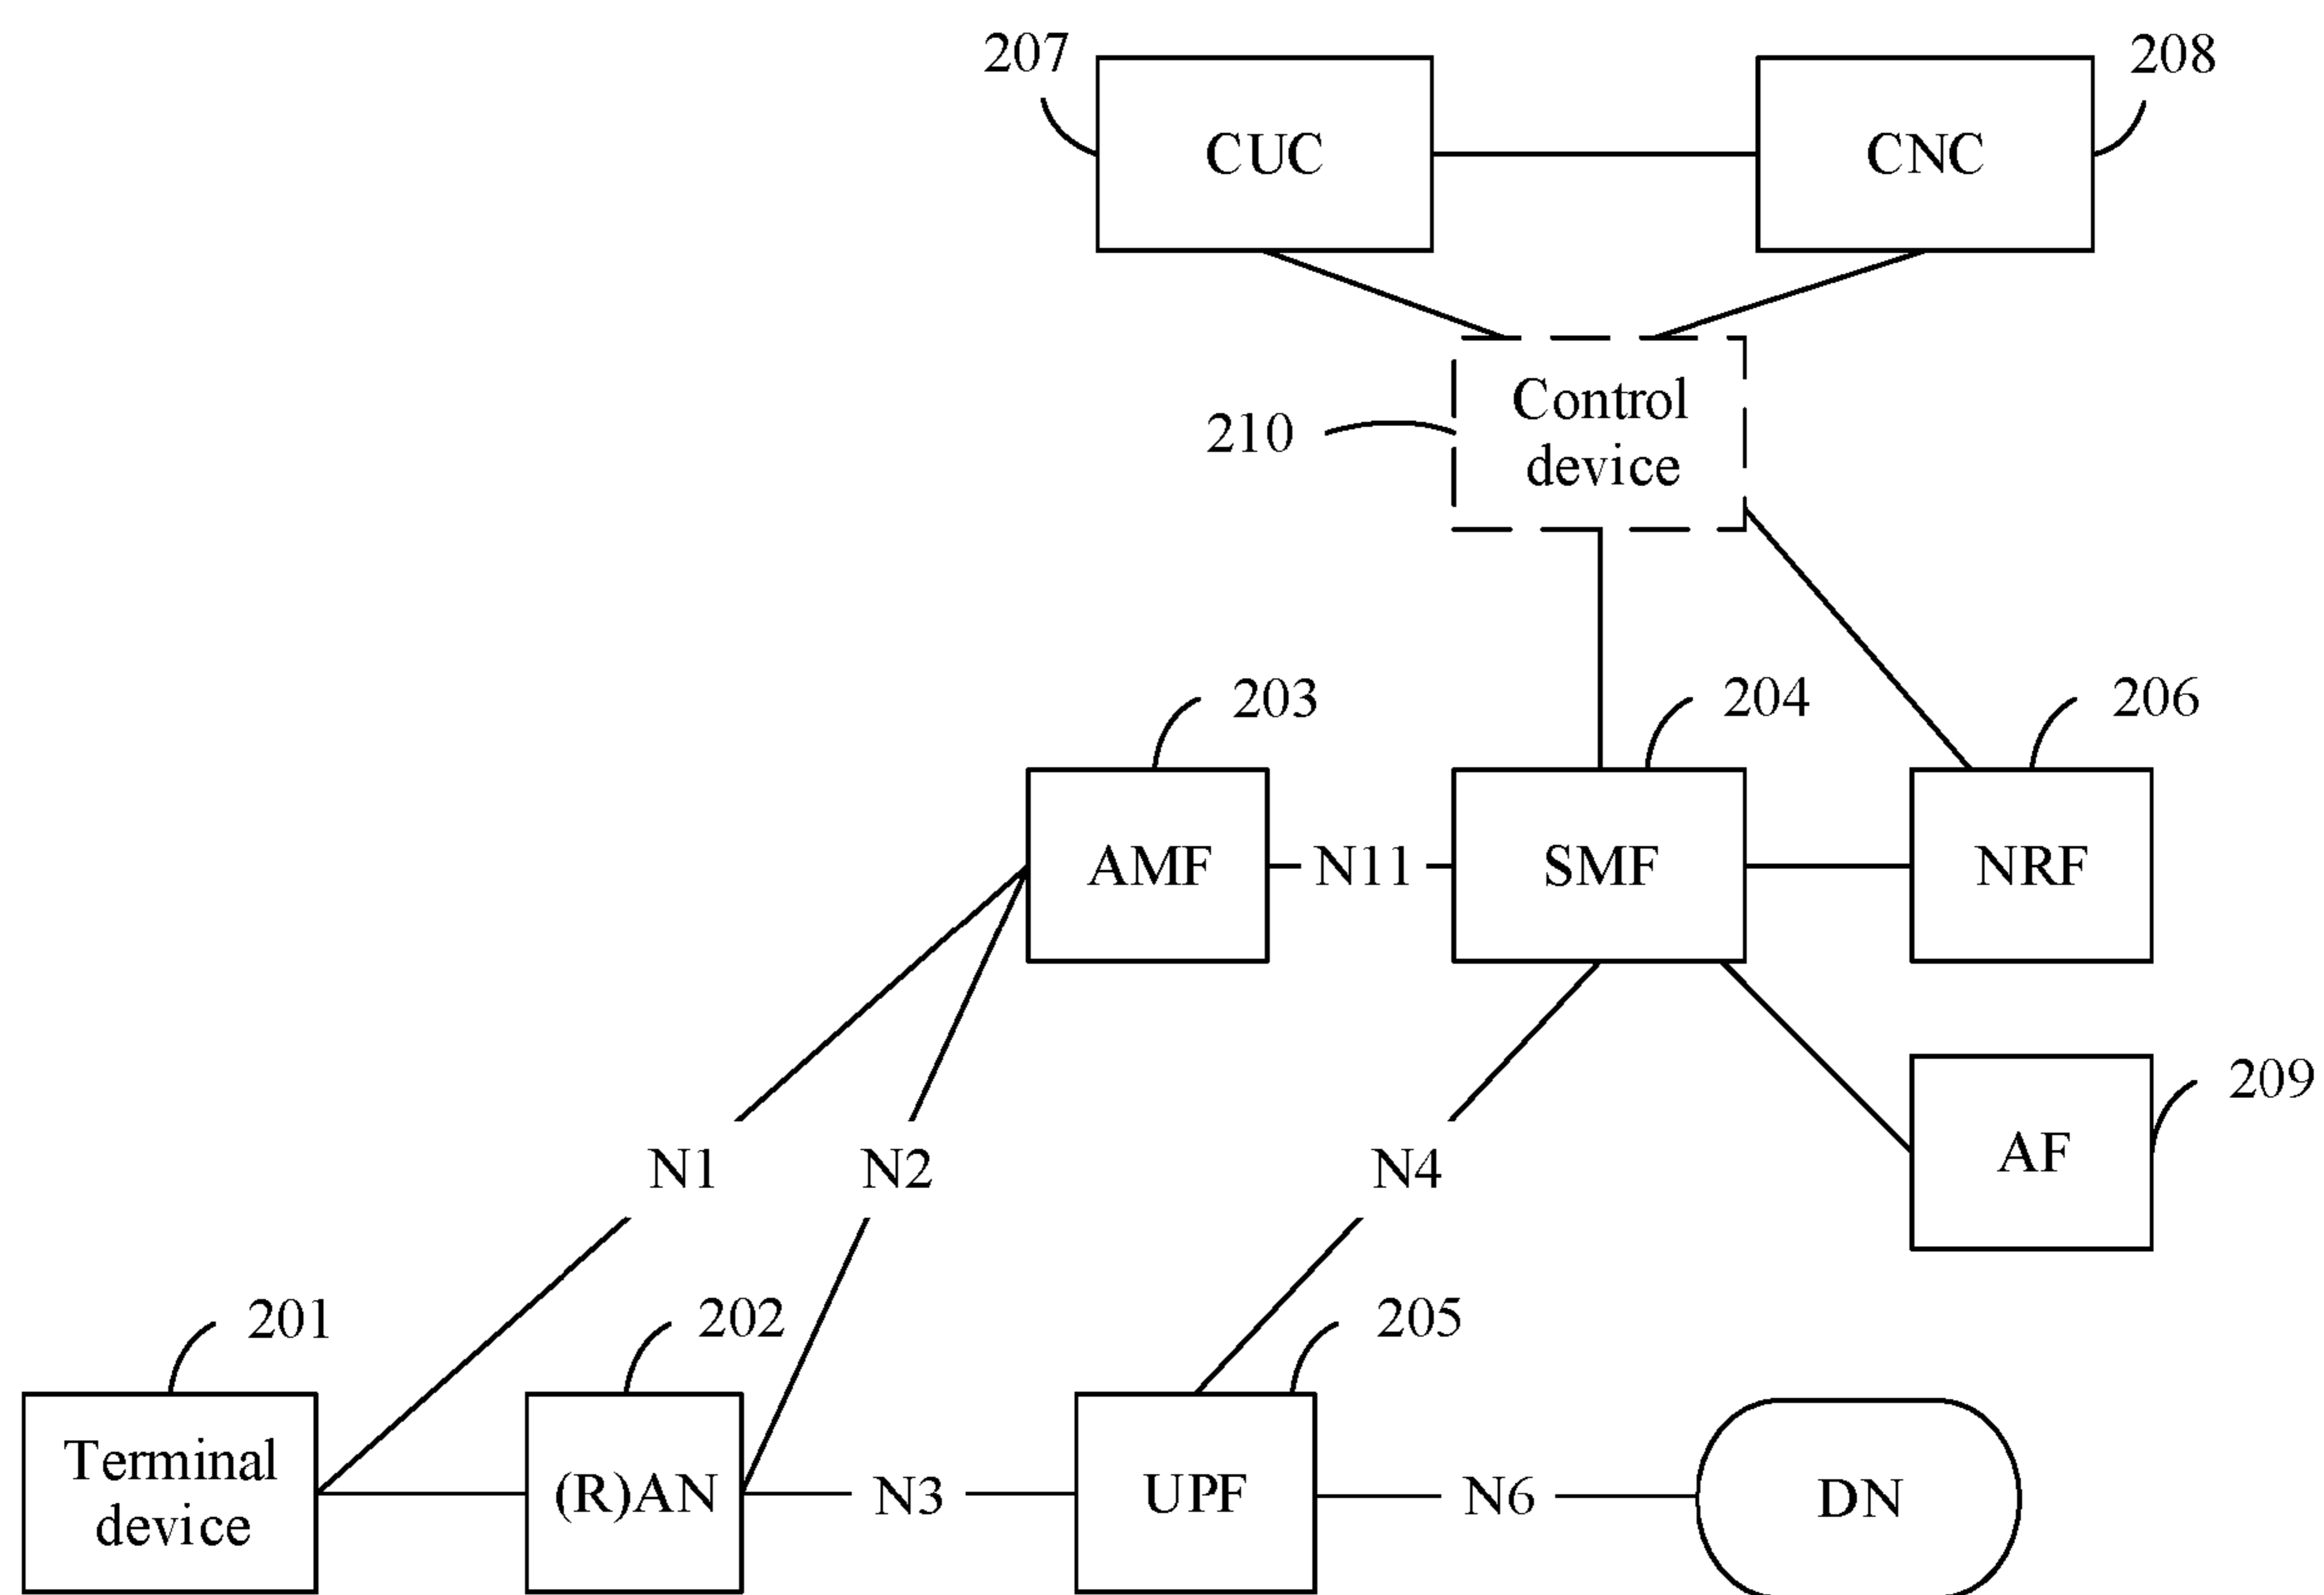 207
CUC
CNC
208
Control
device
210
203
204
206
AMF
N11
SMF
NRF
209
AF
N1
N2
N4
201
202
205
Terminal
device
(R)AN
N3
UPF
N6
DN